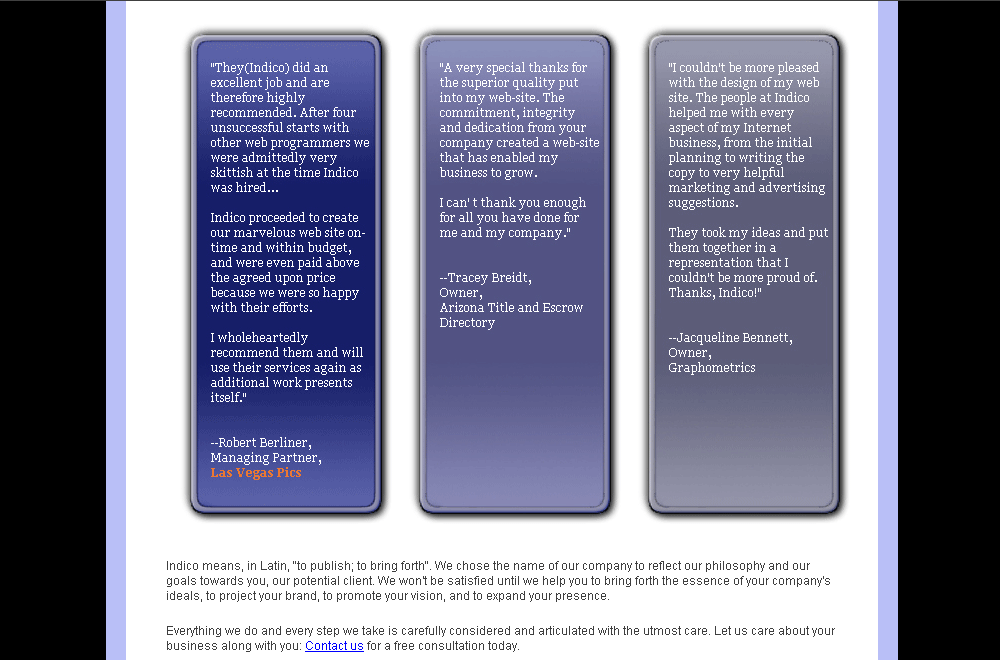 "They(Indico) did an
excellent job and are
therefore highly
recommended. After four
unsuccessful starts with
other web programmers we
were admittedly very
skittish at the time Indico
was hired...
Indico proceeded to create
our marvelous web site on-
time and within budget,
and were even paid above
the agreed upon price
because we were so happy
with their efforts.
I wholeheartedly
recommend them and will
use their services again as
additional work presents
itself."
--Robert Berliner,
Managing Partner,
Las Vegas Pics
"A very special thanks for
the superior quality put
into my web-site. The
commitment, integrity
and dedication from your
company created a web-site
that has enabled my
business to grow.
I can't thank you enough
for all you have done for
me and my company."
--Tracey Breidt,
Owner,
Arizona Title and Escrow
Directory
"I couldn't be more pleased
with the design of my web
site. The people at Indico
helped me with every
aspect of my Internet
business, from the initial
planning to writing the
copy to very helpful
marketing and advertising
suggestions.
They took my ideas and put
them together in a
representation that I
couldn't be more proud of.
Thanks, Indico!"
--Jacqueline Bennett,
Owner,
Graphometrics
Indico means, in Latin, "to publish; to bring forth". We chose the name of our company to reflect our philosophy and our
goals towards you, our potential client. We won't be satisfied until we help you to bring forth the essence of your company's
ideals, to project your brand, to promote your vision, and to expand your presence.
Everything we do and every step we take is carefully considered and articulated with the utmost care. Let us care about your
business along with you: Contact us for a free consultation today.